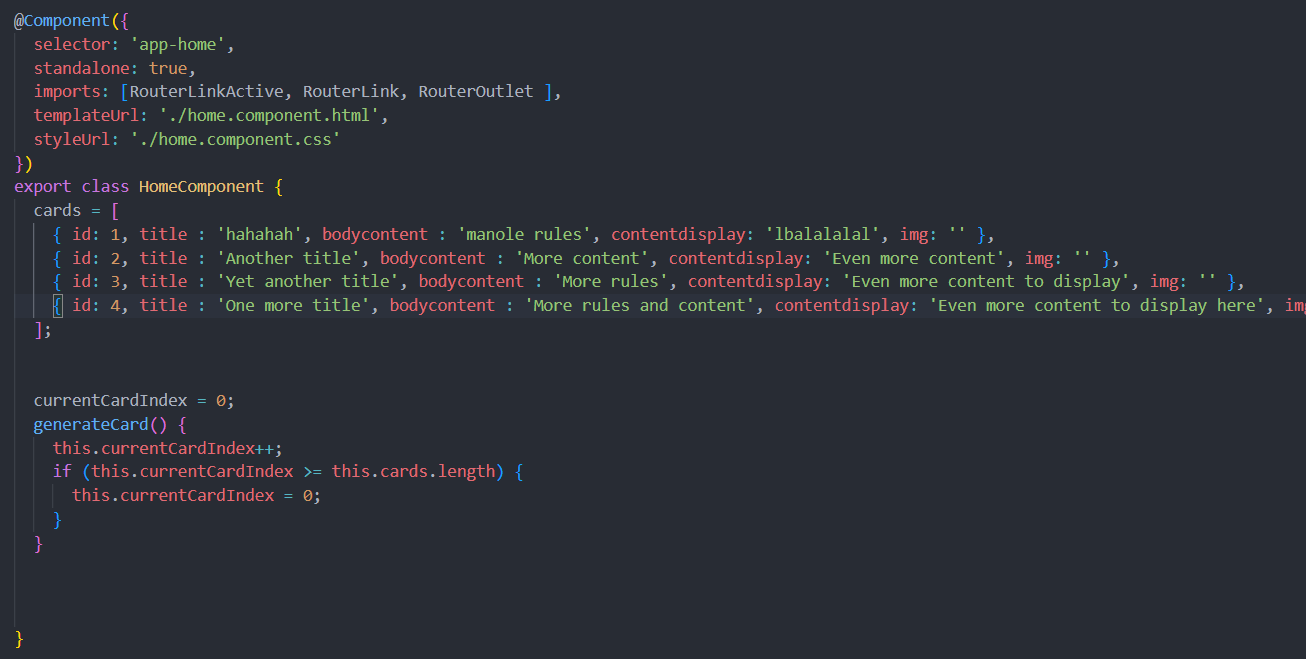 @Component({
  selector: 'app-home',
  standalone: true,
  imports: [RouterLinkActive, RouterLink, RouterOutlet ],
  templateUrl: './home.component.html',
  styleUrl: './home.component.css'
})
export class HomeComponent {
  cards = [
    { id: 1, title : 'hahahah', bodycontent : 'manole rules', contentdisplay: 'lbalalalal', img: '' },
    { id: 2, title : 'Another title', bodycontent : 'More content', contentdisplay: 'Even more content', img: '' },
    { id: 3, title : 'Yet another title', bodycontent : 'More rules', contentdisplay: 'Even more content to display', img: '' },
    { id: 4, title : 'One more title', bodycontent : 'More rules and content', contentdisplay: 'Even more content to display here',
  ];
  currentCardIndex = 0;
  generateCard() {
    this.currentCardIndex++;
    if (this.currentCardIndex >= this.cards.length) {
      this.currentCardIndex = 0;
    }
  }
}